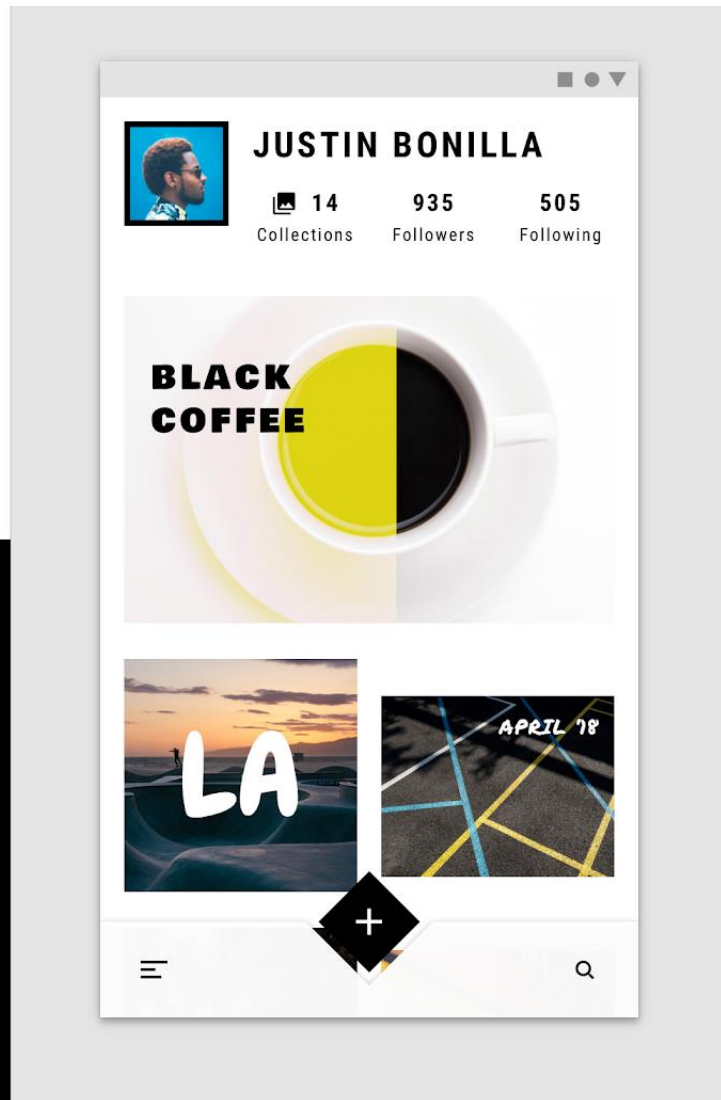 JUSTIN BONILLA
14 935 505
Collections Followers Following
BLACK
COFFEE
LA
APRIL '18